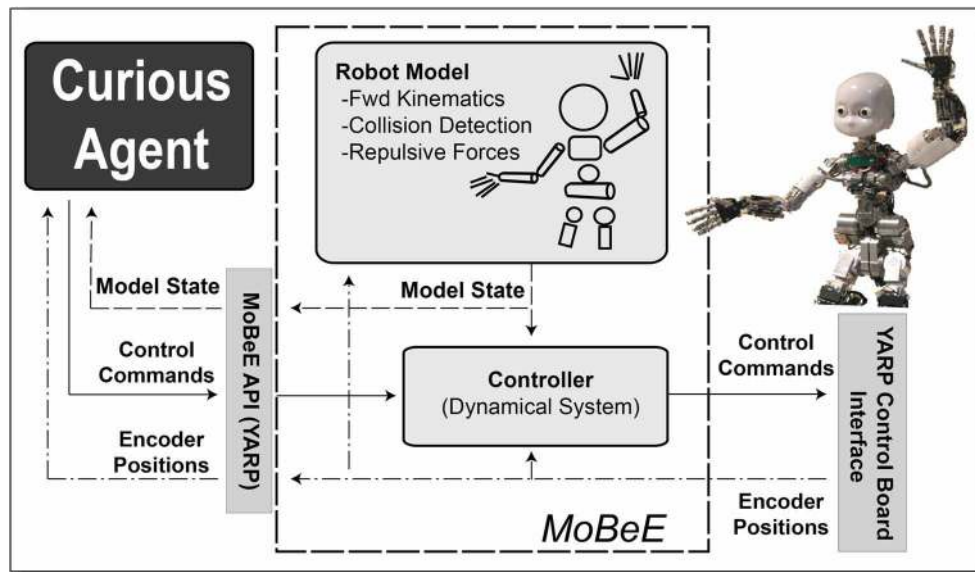 Curious
Agent
Robot Model
-Fwd Kinematics
-Collision Detection
-Repulsive Forces
Model State
Model State
MoBeE API (YARP)
Control
Commands
Controller
(Dynamical System)
Control
Commands
YARP Control Board
Interface
Encoder
Positions
Encoder
Positions
MoBeE